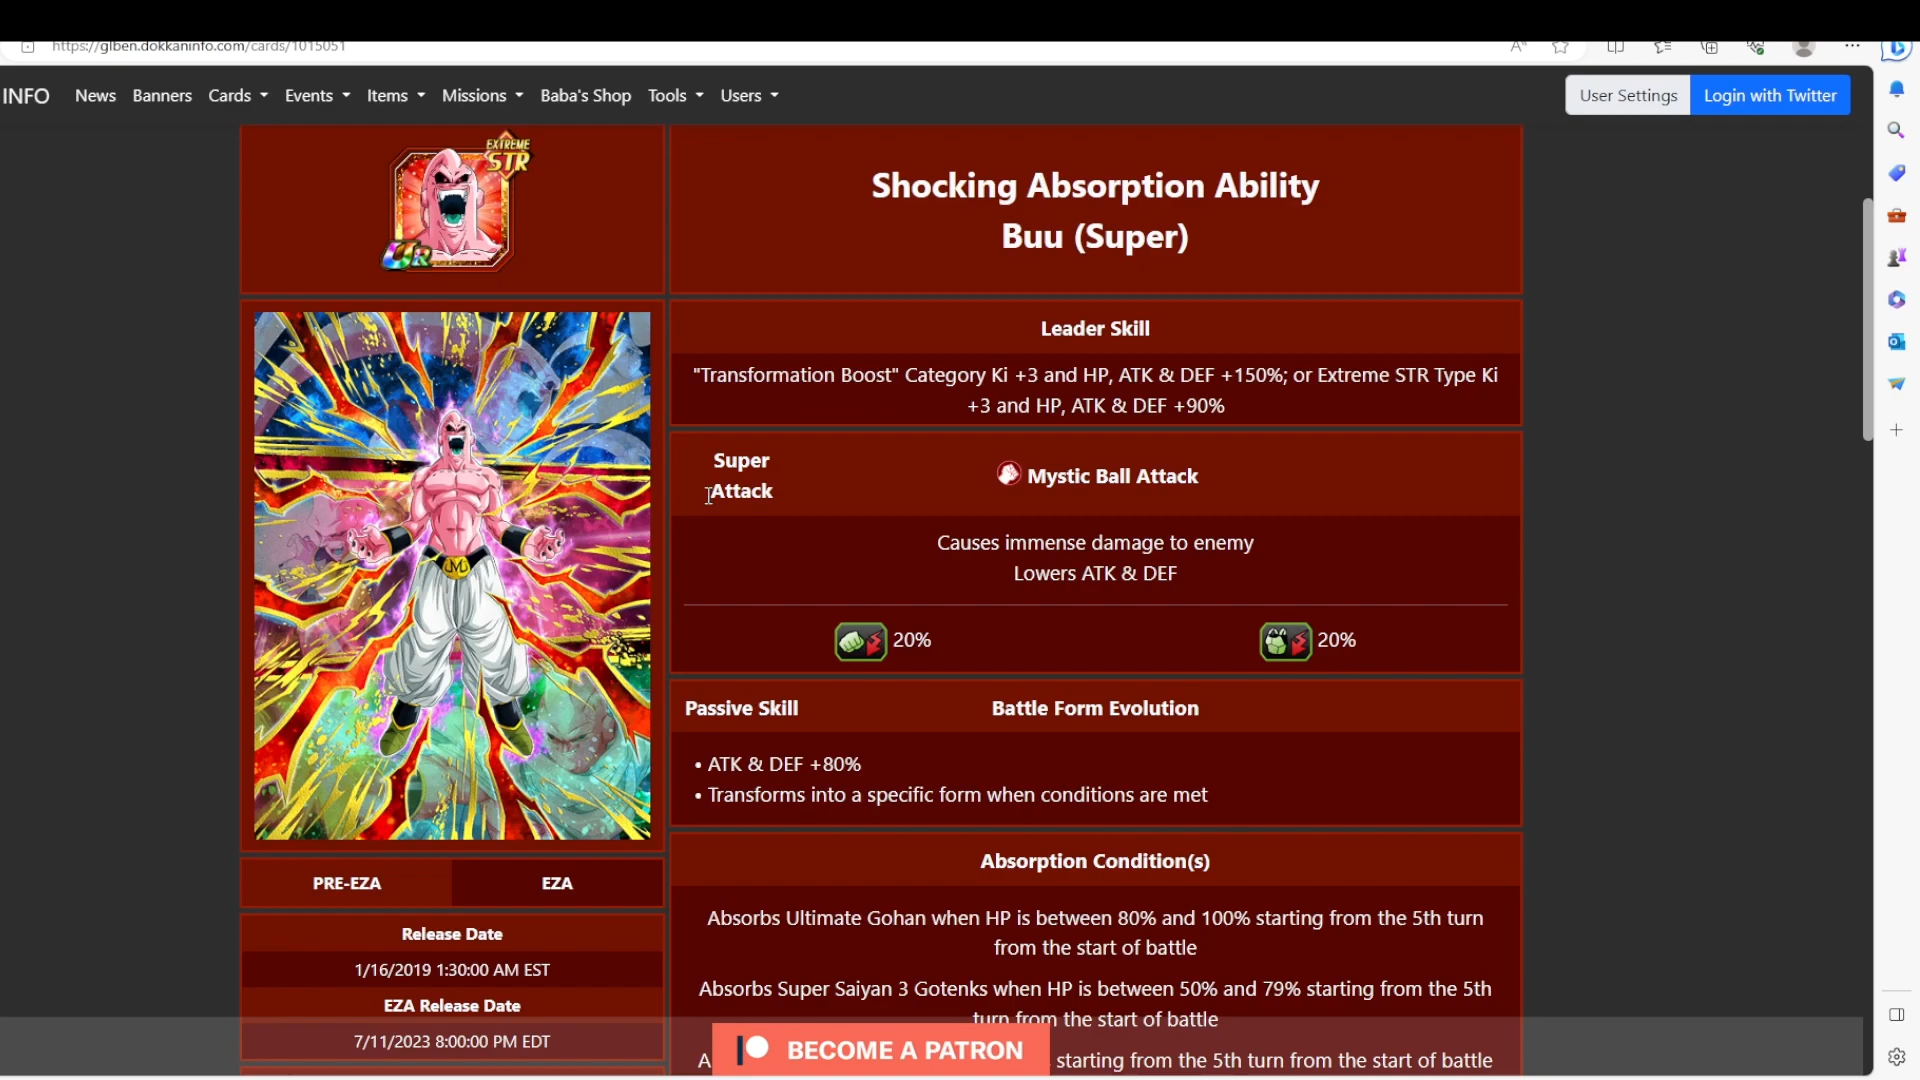 https://glben.dokkaninfo.com/cards/1015051
INFO
News
Banners
Cards
Events
Items
Missions
Baba's Shop
Tools
Users
User Settings
Login with Twitter
EXTREME
STR
UR
Shocking Absorption Ability
Buu (Super)
Leader Skill
"Transformation Boost" Category Ki +3 and HP, ATK & DEF +150%; or Extreme STR Type Ki
+3 and HP, ATK & DEF +90%
Super
Attack
Mystic Ball Attack
Causes immense damage to enemy
Lowers ATK & DEF
20%
20%
Passive Skill
Battle Form Evolution
• ATK & DEF +80%
• Transforms into a specific form when conditions are met
Absorption Condition(s)
Absorbs Ultimate Gohan when HP is between 80% and 100% starting from the 5th turn
from the start of battle
Absorbs Super Saiyan 3 Gotenks when HP is between 50% and 79% starting from the 5th
turn from the start of battle
starting from the 5th turn from the start of battle
PRE-EZA
EZA
Release Date
1/16/2019 1:30:00 AM EST
EZA Release Date
7/11/2023 8:00:00 PM EDT
BECOME A PATRON